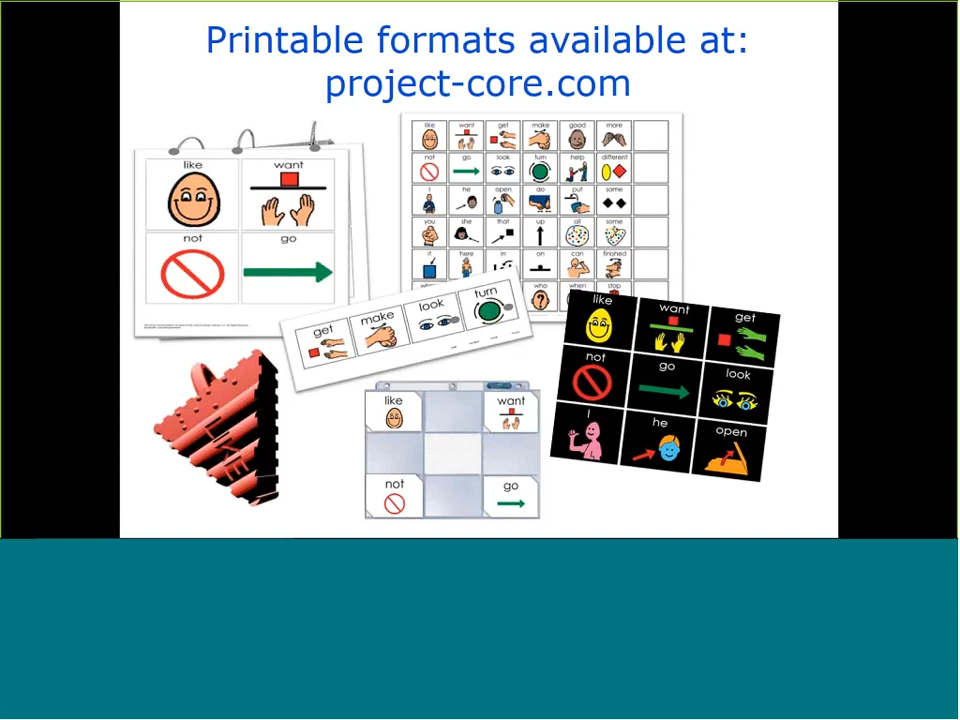 Printable formats available at:
project-core.com
like want
not go
like want get make good more
not go look turn help different
I he open do put same
you she that up all some
it here in on can finished
who when stop
get make look turn
like want
not go
like want get
not go look
I he open
LIKE